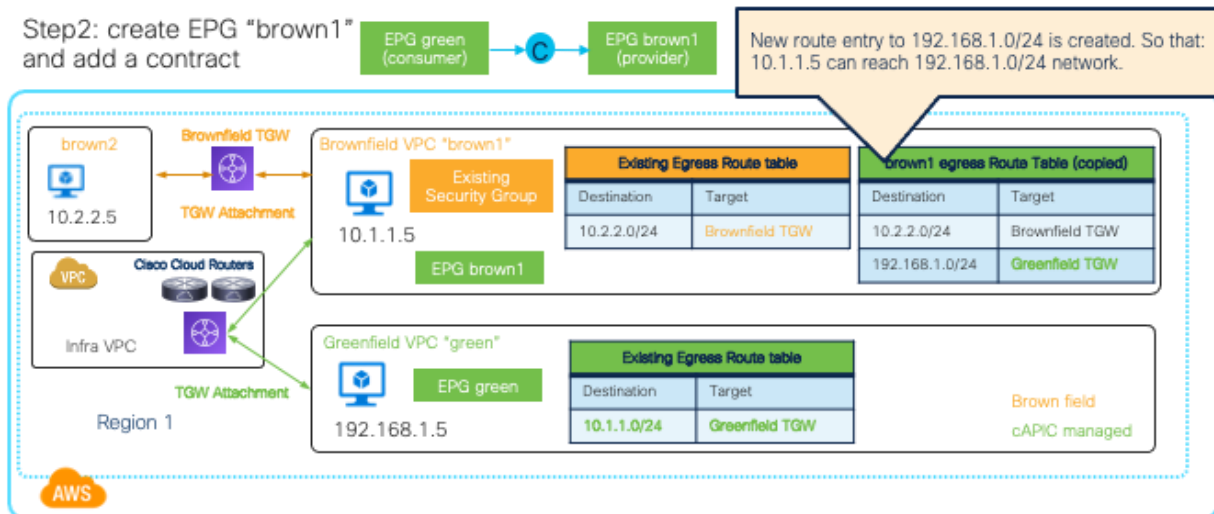 Step2: create EPG "brown1"
and add a contract
EPG green
(consumer)
C
EPG brown1
(provider)
New route entry to 192.168.1.0/24 is created. So that:
10.1.1.5 can reach 192.168.1.0/24 network.
brown2
10.2.2.5
Brownfield TGW
TGW Attachment
Brownfield VPC "brown1"
10.1.1.5
Existing
Security Group
EPG brown1
Existing Egress Route table
Destination Target
10.2.2.0/24 Brownfield TGW
brown1 egress Route Table (copied)
Destination Target
10.2.2.0/24 Brownfield TGW
192.168.1.0/24 Greenfield TGW
VPC
Cisco Cloud Routers
Infra VPC
TGW Attachment
Greenfield VPC "green"
EPG green
192.168.1.5
Existing Egress Route table
Destination Target
10.1.1.0/24 Greenfield TGW
Brown field
cAPIC managed
Region 1
AWS